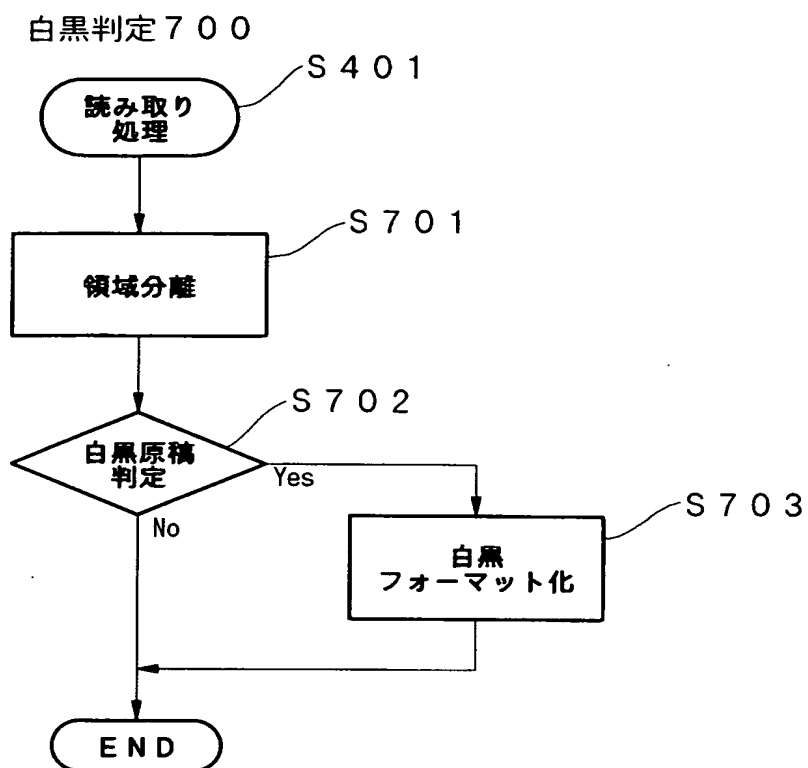 白黒判定７００
Ｓ４０１
読み取り
処理
Ｓ７０１
領域分離
Ｓ７０２
白黒原稿
判定
Yes
No
Ｓ７０３
白黒
フォーマット化
ＥＮＤ